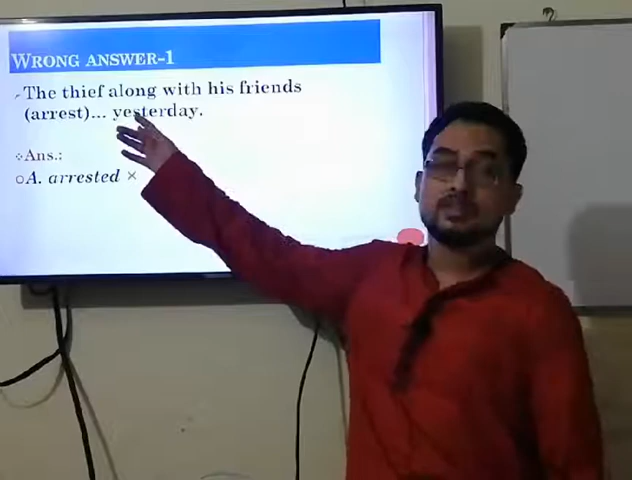 WRONG ANSWER-1
The thief along with his friends
(arrest)... yesterday.
Ans.:
A. arrested ×